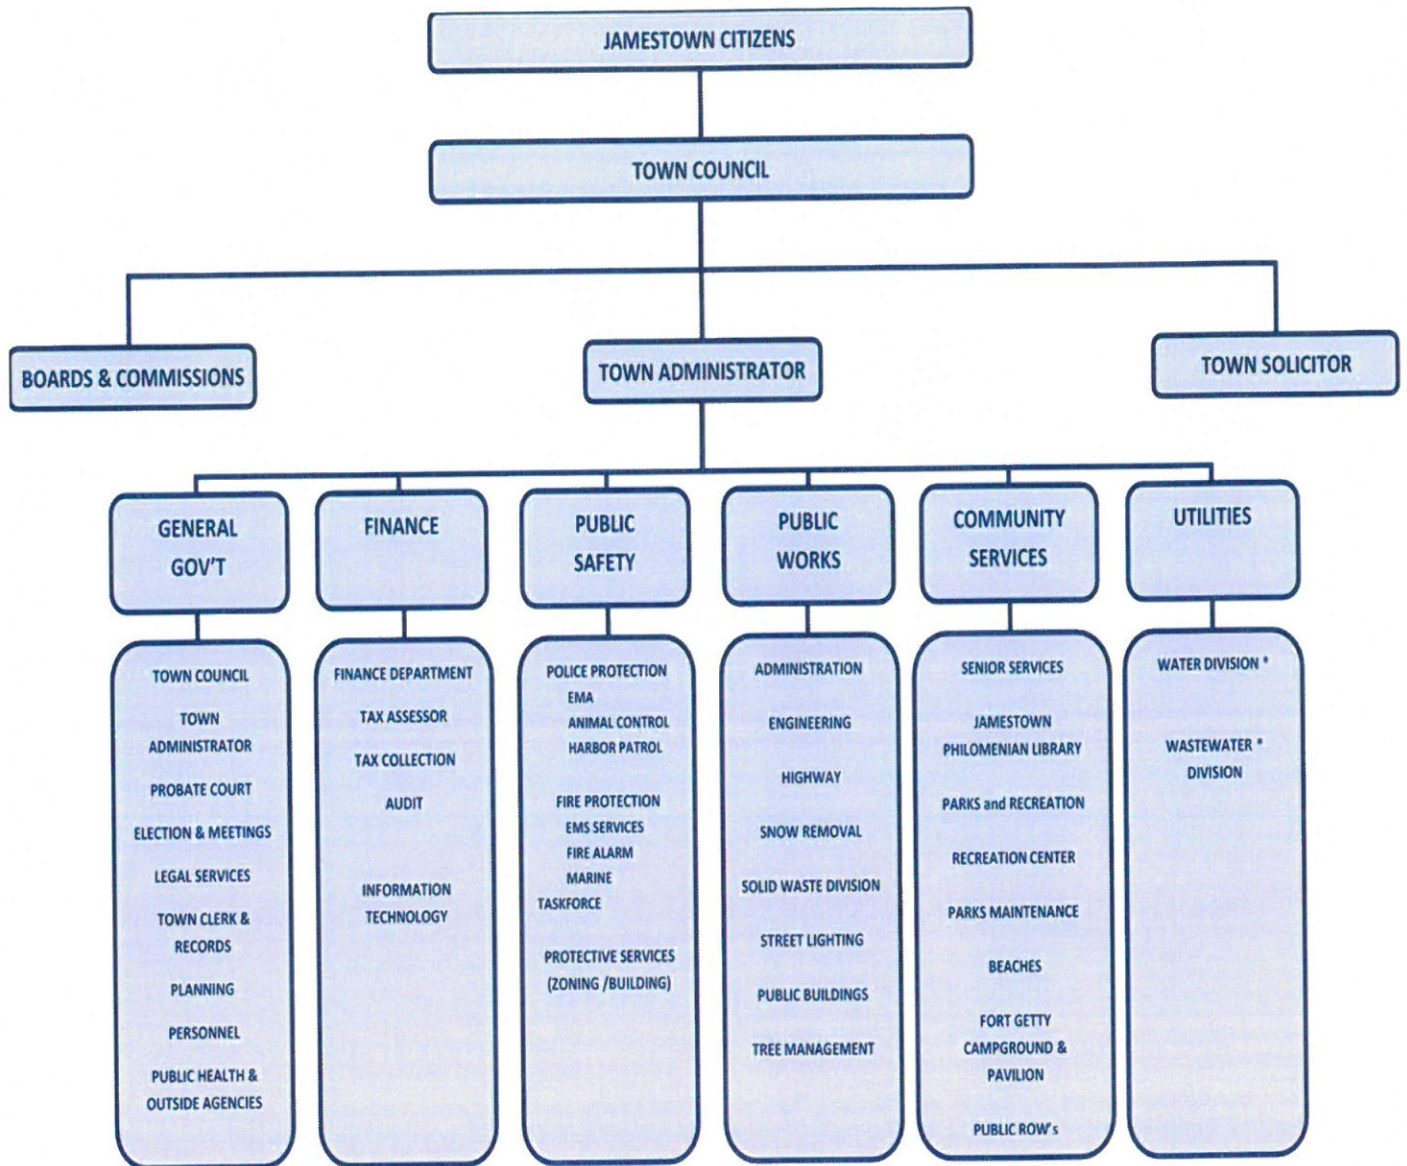 JAMESTOWN CITIZENS
TOWN COUNCIL
BOARDS & COMMISSIONS
TOWN ADMINISTRATOR
TOWN SOLICITOR
GENERAL
GOV'T
FINANCE
PUBLIC
SAFETY
PUBLIC
WORKS
COMMUNITY
SERVICES
UTILITIES
TOWN COUNCIL
TOWN
ADMINISTRATOR
PROBATE COURT
ELECTION & MEETINGS
LEGAL SERVICES
TOWN CLERK &
RECORDS
PLANNING
PERSONNEL
PUBLIC HEALTH &
OUTSIDE AGENCIES
FINANCE DEPARTMENT
TAX ASSESSOR
TAX COLLECTION
AUDIT
INFORMATION
TECHNOLOGY
POLICE PROTECTION
EMA
ANIMAL CONTROL
HARBOR PATROL
FIRE PROTECTION
EMS SERVICES
FIRE ALARM
MARINE
TASKFORCE
PROTECTIVE SERVICES
(ZONING /BUILDING)
ADMINISTRATION
ENGINEERING
HIGHWAY
SNOW REMOVAL
SOLID WASTE DIVISION
STREET LIGHTING
PUBLIC BUILDINGS
TREE MANAGEMENT
SENIOR SERVICES
JAMESTOWN
PHILOMENIAN LIBRARY
PARKS and RECREATION
RECREATION CENTER
PARKS MAINTENANCE
BEACHES
FORT GETTY
CAMPGROUND &
PAVILION
PUBLIC ROW's
WATER DIVISION *
WASTEWATER *
DIVISION